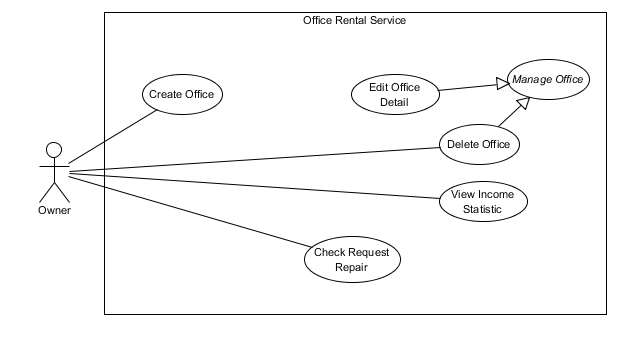 Office Rental Service
Manage Office
Edit Office
Detail
Create Office
Delete Office
View Income
Statistic
Owner
Check Request
Repair